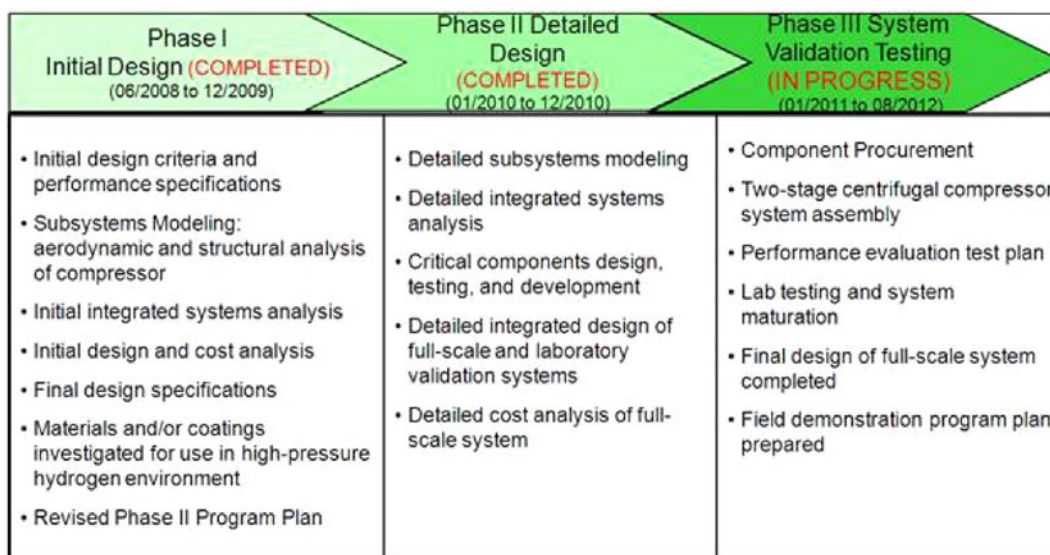 Phase I
Initial Design (COMPLETED)
(06/2008 to 12/2009)
• Initial design criteria and
performance specifications
• Subsystems Modeling:
aerodynamic and structural analysis
of compressor
• Initial integrated systems analysis
• Initial design and cost analysis
• Final design specifications
• Materials and/or coatings
investigated for use in high-pressure
hydrogen environment
• Revised Phase II Program Plan
Phase II Detailed
Design
(COMPLETED)
(01/2010 to 12/2010)
• Detailed subsystems modeling
• Detailed integrated systems
analysis
• Critical components design,
testing, and development
• Detailed integrated design of
full-scale and laboratory
validation systems
• Detailed cost analysis of full-
scale system
Phase III System
Validation Testing
(IN PROGRESS)
(01/2011 to 08/2012)
• Component Procurement
• Two-stage centrifugal compressor
system assembly
• Performance evaluation test plan
• Lab testing and system
maturation
• Final design of full-scale system
completed
• Field demonstration program plan
prepared